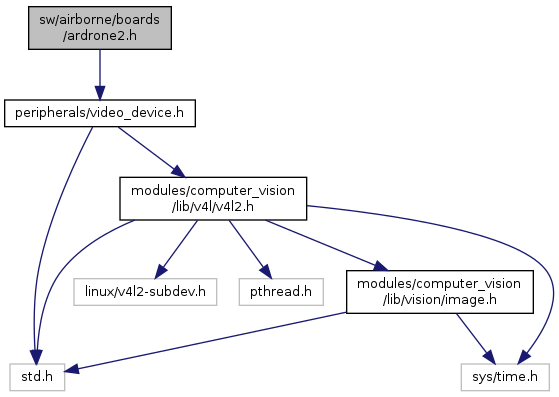 sw/airborne/boards
/ardrone2.h
peripherals/video_device.h
modules/computer_vision
/lib/v4l/v4l2.h
linux/v4l2-subdev.h
pthread.h
modules/computer_vision
/lib/vision/image.h
std.h
sys/time.h